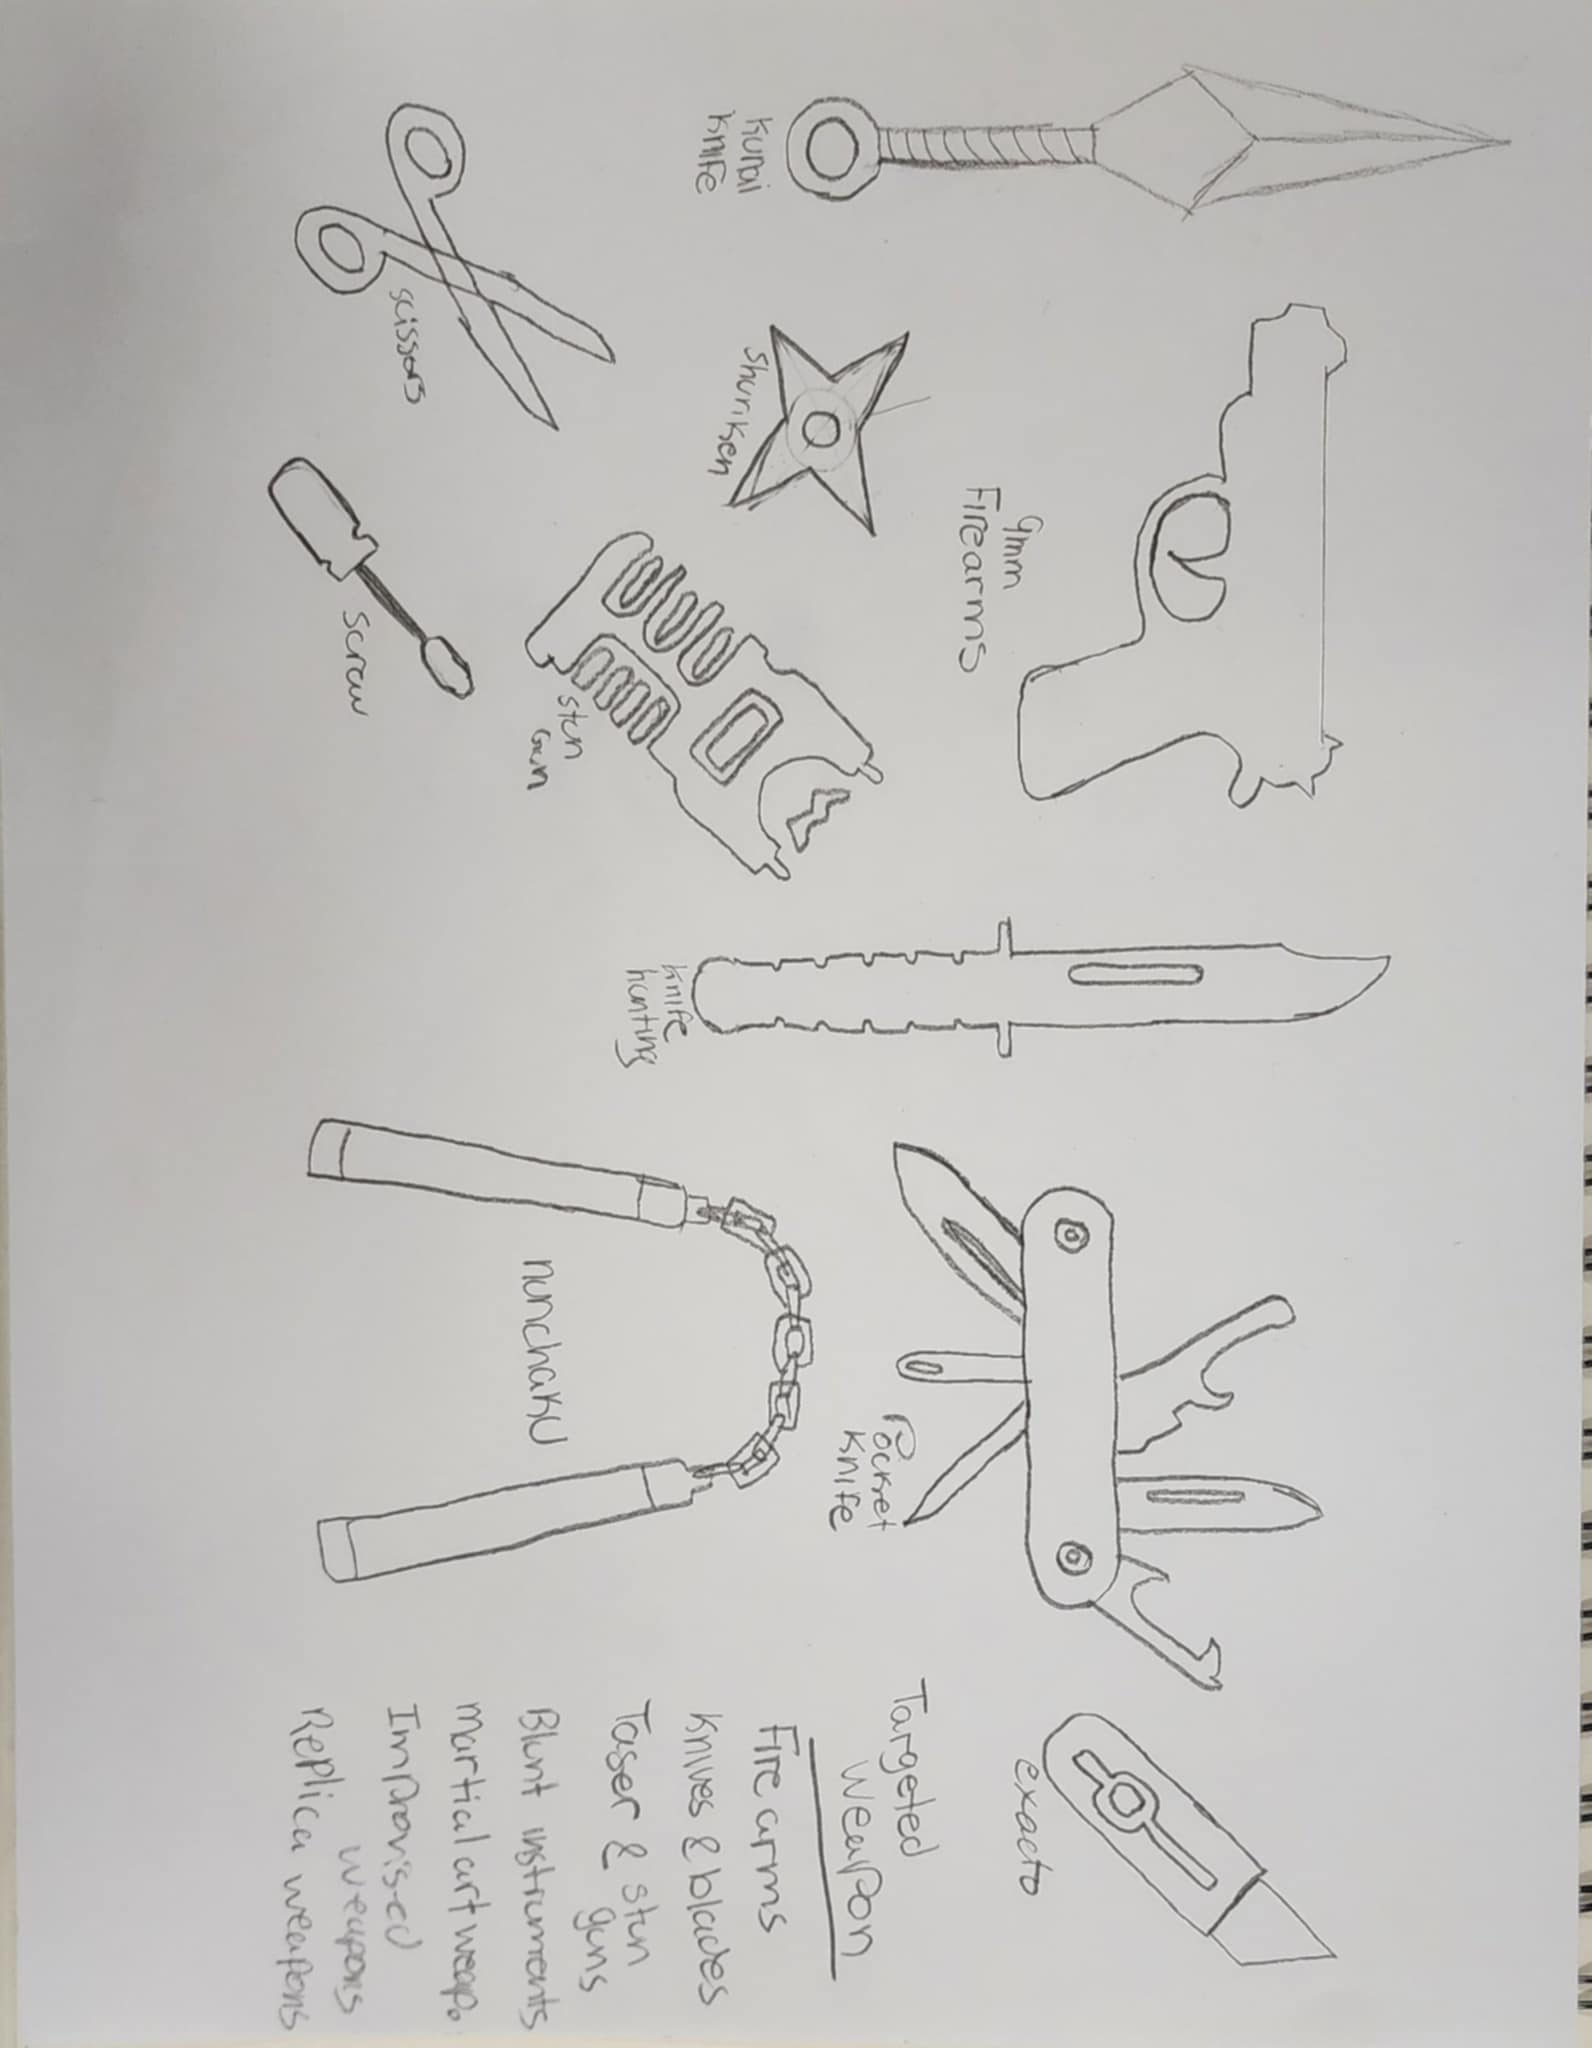 Kunai
Knife
9mm
Firearms
shuriken
scissors
screw
stun
Gun
Knife
hunting
Pocket
Knife
nunchaku
exacto
Targeted
weapon
Fire arms
Knives & blades
Taser & stun
guns
Blunt instruments
martial art weap.
Improvised
weapons
Replica weapons